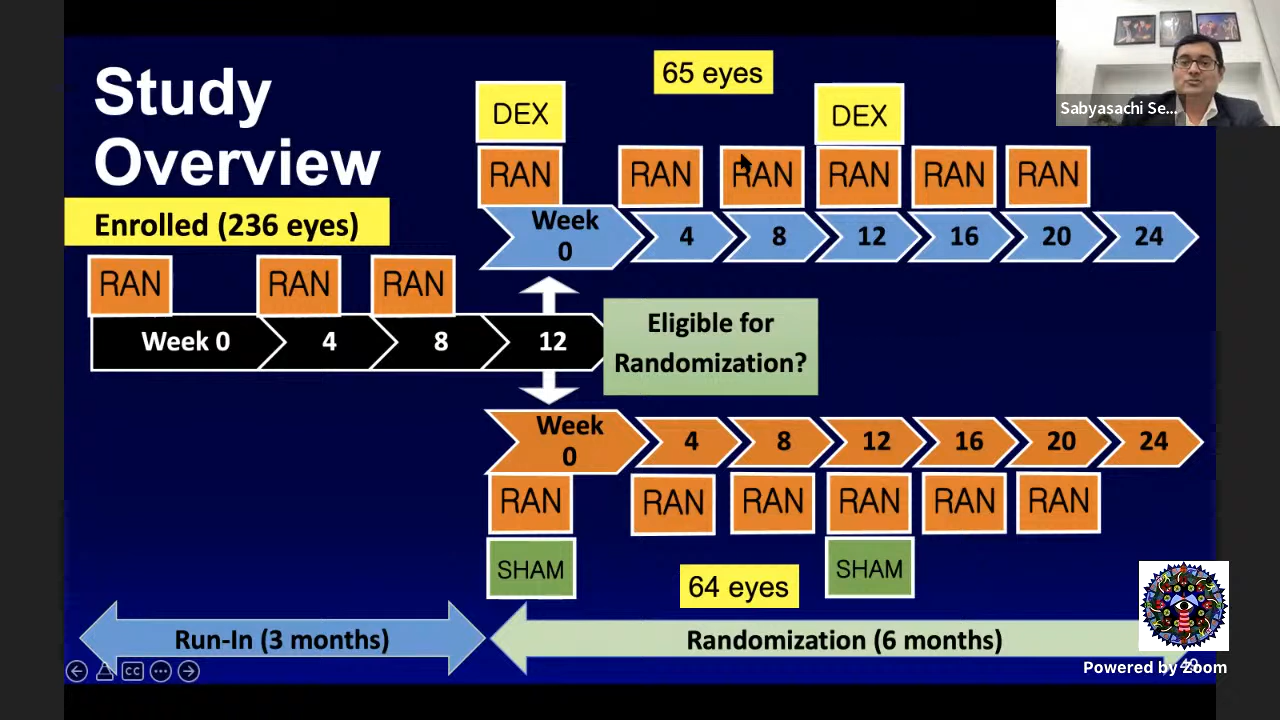 Study
Overview
Enrolled (236 eyes)
RAN RAN RAN
Week 0 4 8 12
65 eyes
DEX DEX
RAN RAN RAN RAN RAN RAN
Week
0 4 8 12 16 20 24
Eligible for
Randomization?
Week
0 4 8 12 16 20 24
RAN RAN RAN RAN RAN RAN
SHAM SHAM
64 eyes
Run-In (3 months)
Randomization (6 months)
Sabyasachi Se...
CC
Powered by Zoom